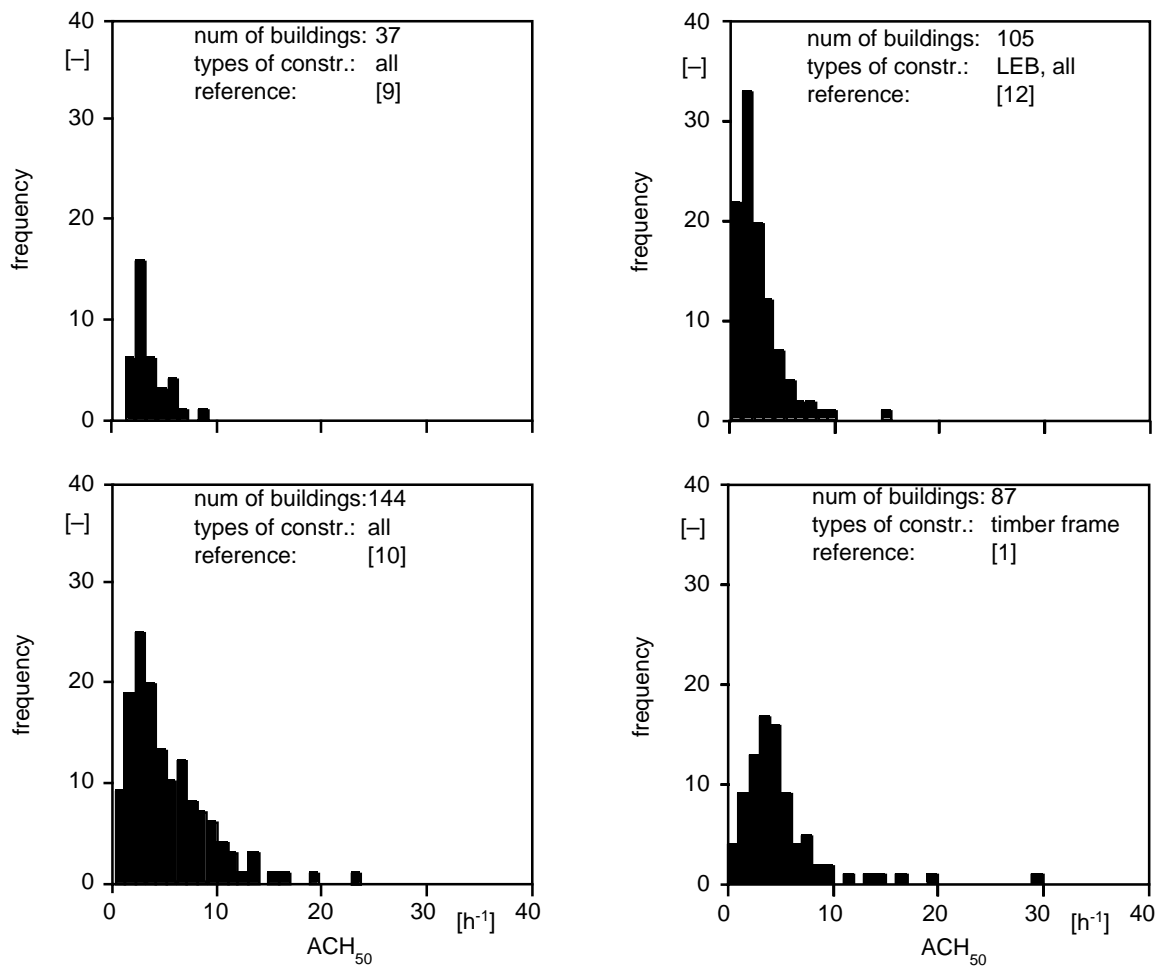 40
num of buildings: 37
[–]
types of constr.: all
reference: [9]
30
frequency
20
10
0
40
num of buildings: 105
[–]
types of constr.: LEB, all
reference: [12]
30
frequency
20
10
0
40
num of buildings:144
[–]
types of constr.: all
reference: [10]
30
frequency
20
10
0
0 10 20 30 [h-1] 40
ACH50
40
num of buildings: 87
[–]
types of constr.: timber frame
reference: [1]
30
frequency
20
10
0
0 10 20 30 [h-1] 40
ACH50